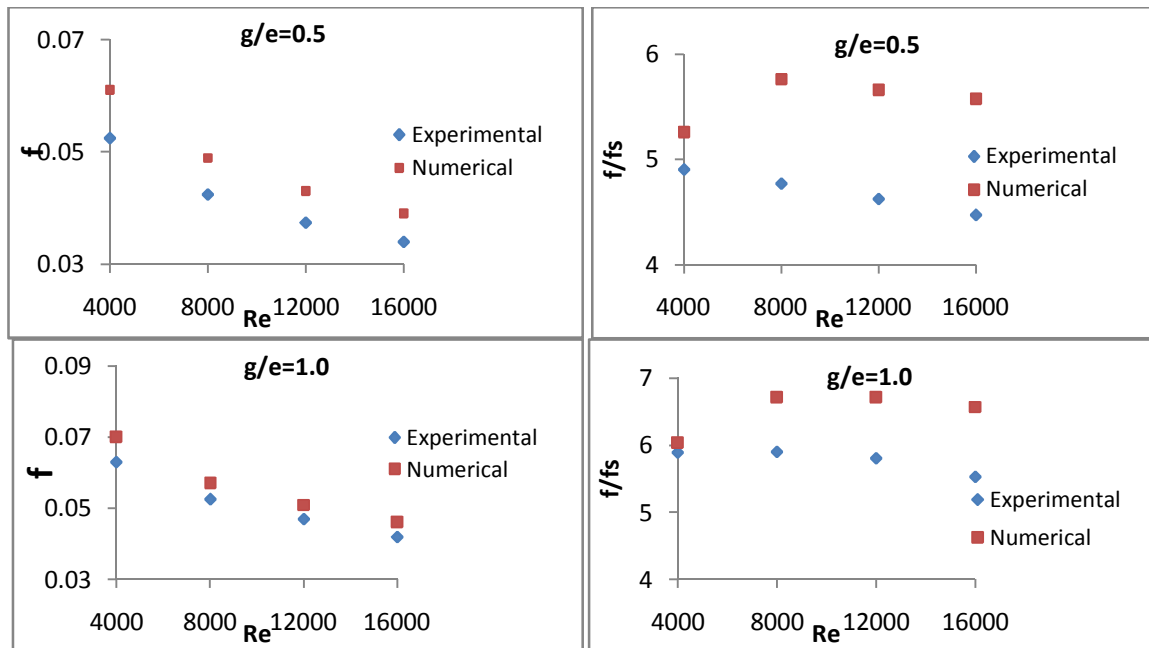 g/e=0.5
0.07
0.05
0.03
f
4000 8000 12000 16000
Re
Experimental
Numerical
g/e=0.5
6
5
4
f/fs
4000 8000 12000 16000
Re
Experimental
Numerical
g/e=1.0
0.09
0.07
0.05
0.03
f
4000 8000 12000 16000
Re
Experimental
Numerical
g/e=1.0
7
6
5
4
f/fs
4000 8000 12000 16000
Re
Experimental
Numerical